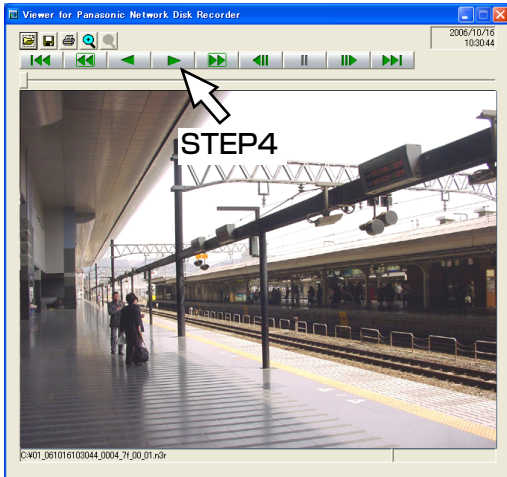 Viewer for Panasonic Network Disk Recorder
2006/10/16
10:30:44
STEP4
C:¥01_061016103044_0004_7f_00_01.n3r